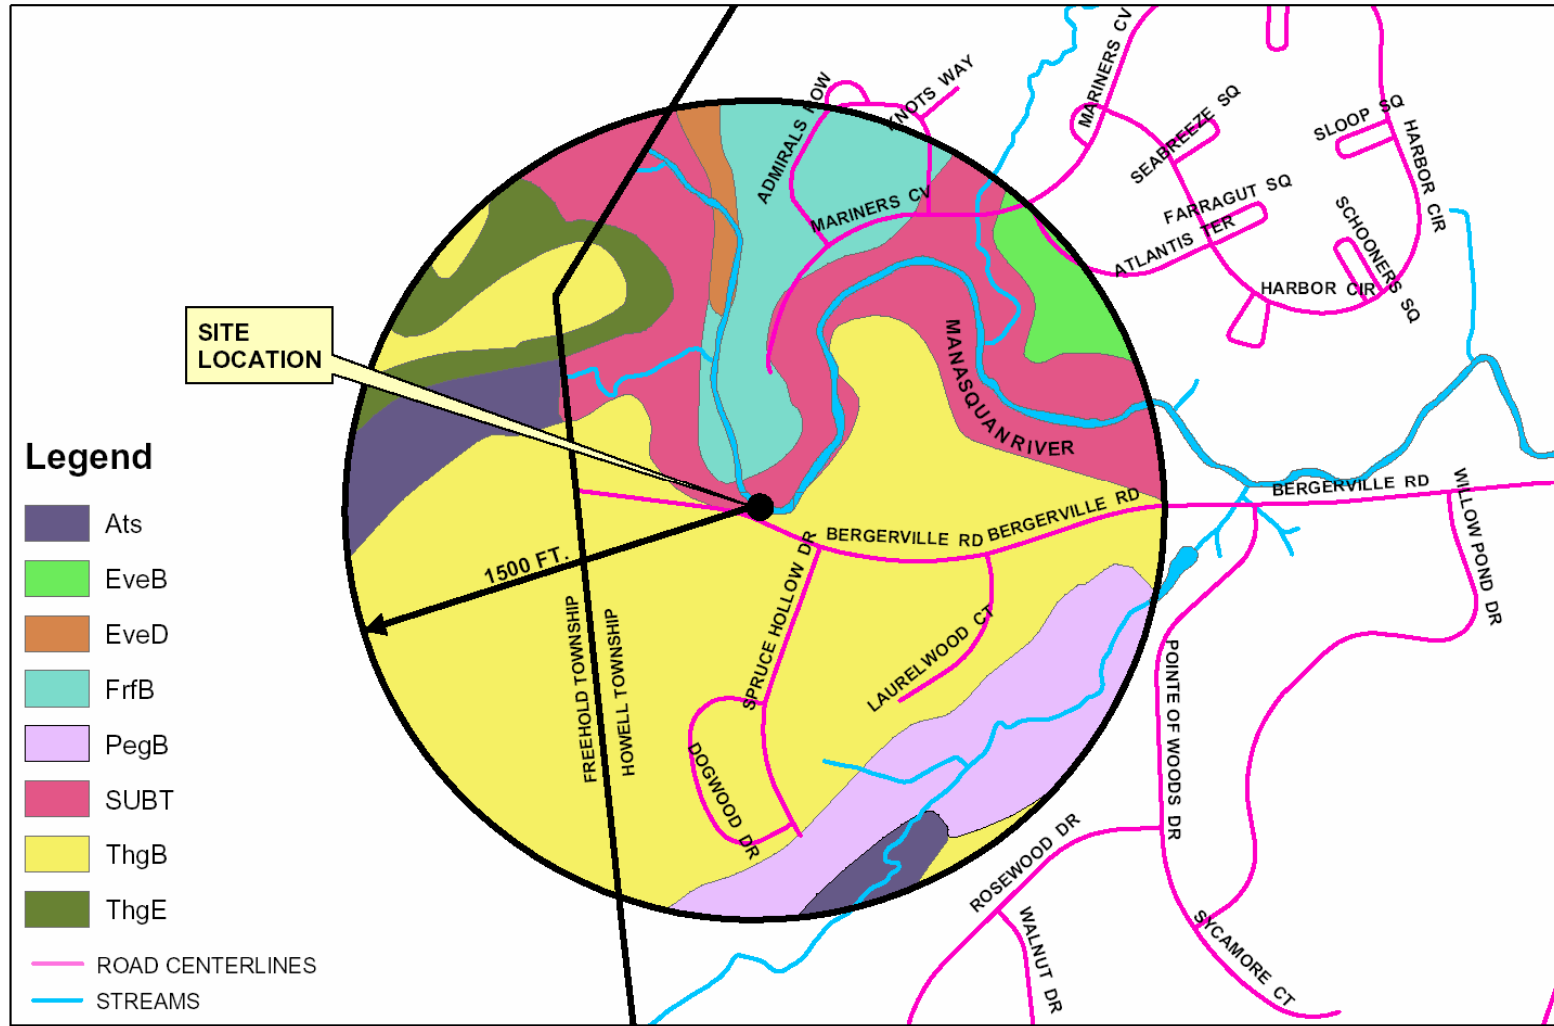 MARINERS CV
KNOTS WAY
ADMIRALS ROW
SEABREEZE SQ
SLOOP SQ
HARBOR CIR
MARINERS CV
FARRAGUT SQ
ATLANTIS TER
SCHOONERS SQ
HARBOR CIR
SITE
LOCATION
MANASQUAN RIVER
Legend
Ats
EveB
EveD
FrfB
PegB
SUBT
ThgB
ThgE
ROAD CENTERLINES
STREAMS
1500 FT.
BERGERVILLE RD
BERGERVILLE RD
BERGERVILLE RD
WILLOW POND DR
SPRUCE HOLLOW DR
LAURELWOOD CT
FREEHOLD TOWNSHIP
HOWELL TOWNSHIP
DOGWOOD DR
POINTE OF WOODS DR
ROSEWOOD DR
WALNUT DR
SYCAMORE CT